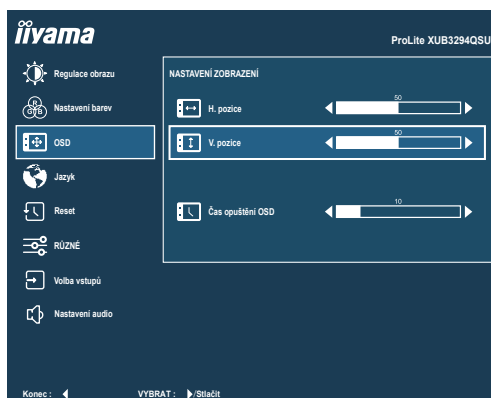 iiyama
ProLite XUB3294QSU
Regulace obrazu
Nastavení barev
OSD
Jazyk
Reset
RŮZNÉ
Volba vstupů
Nastavení audio
NASTAVENÍ ZOBRAZENÍ
H. pozice
50
V. pozice
50
Čas opuštění OSD
10
Konec :
VYBRAT : /Stlačit